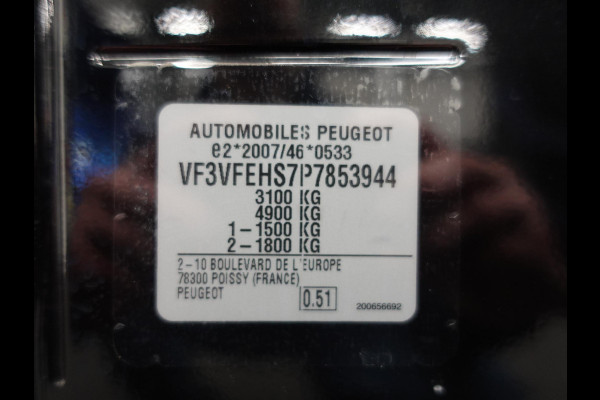 AUTOMOBILES PEUGEOT
e2*2007/46*0533
VF3VFEHS7P7853944
3100 KG
4900 KG
1-1500 KG
2-1800 KG
2-10 BOULEVARD DE L'EUROPE
78300 POISSY (FRANCE)
PEUGEOT
0.51
200656692